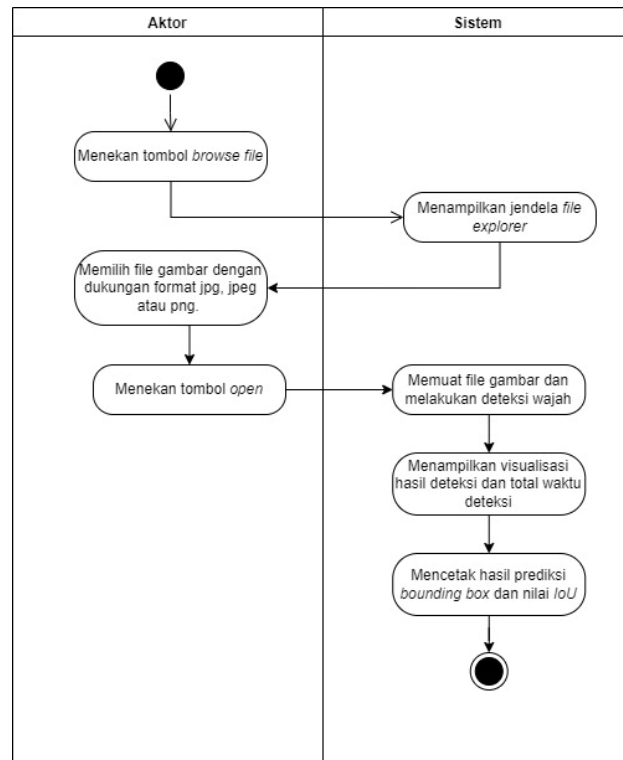 Aktor
Sistem
Menekan tombol browse file
Menampilkan jendela file
explorer
Memilih file gambar dengan
dukungan format jpg, jpeg
atau png.
Menekan tombol open
Memuat file gambar dan
melakukan deteksi wajah
Menampilkan visualisasi
hasil deteksi dan total waktu
deteksi
Mencetak hasil prediksi
bounding box dan nilai IoU